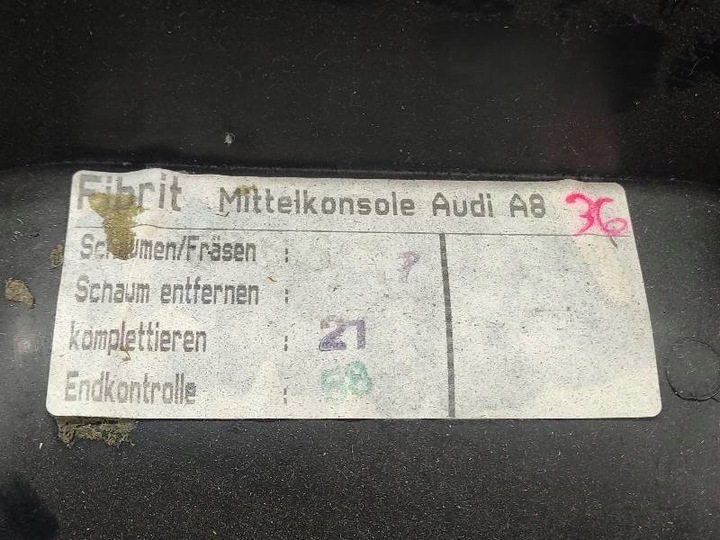 Fibrit Mittelkonsole Audi A8 36
Schäumen/Fräsen :
Schaum entfernen :
komplettieren : 21
Endkontrolle : 58